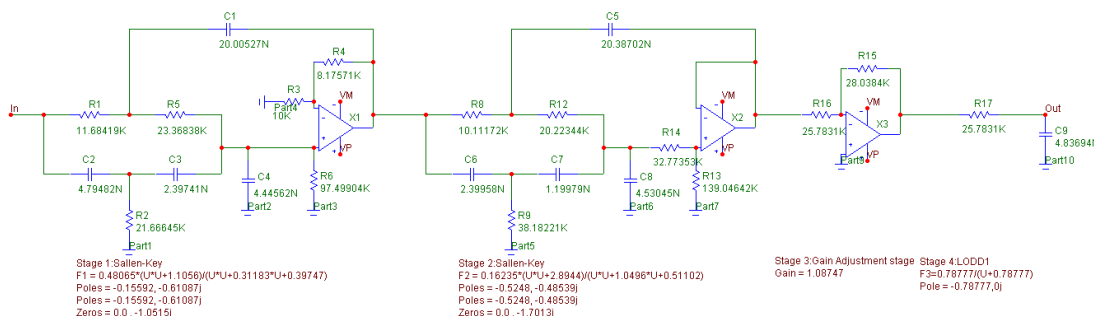 C1
20.00527N
C5
20.38702N
R4
8.17571K
R3
Part4
10K
VM
X1
VP
VM
X2
VP
R15
28.0384K
VM
X3
VP
In
R1
11.68419K
R5
23.36838K
R8
10.11172K
R12
20.22344K
R14
32.77353K
R16
25.7831K
Part9
R17
25.7831K
Out
C9
4.83694N
Part10
C2
4.79482N
C3
2.39741N
C4
4.44562N
Part2
R6
97.49904K
Part3
C6
2.39958N
C7
1.19979N
C8
4.53045N
Part6
R13
139.04642K
Part7
R2
21.66645K
Part1
R9
38.18221K
Part5
Stage 1:Sallen-Key
F1 = 0.48065*(U*U+1.1056)/(U*U+0.31183*U+0.39747)
Poles = -0.15592,-0.61087j
Poles = -0.15592, 0.61087j
Zeros = 0.0 , -1.0515j
Stage 2:Sallen-Key
F2 = 0.16235*(U*U+2.8944)/(U*U+1.0496*U+0.51102)
Poles = -0.5248, -0.48539j
Poles = -0.5248, -0.48539j
Zeros = 0.0 , -1.7013j
Stage 3:Gain Adjustment stage
Gain = 1.08747
Stage 4:LODD1
F3=0.78777/(U+0.78777)
Pole = -0.78777,0j